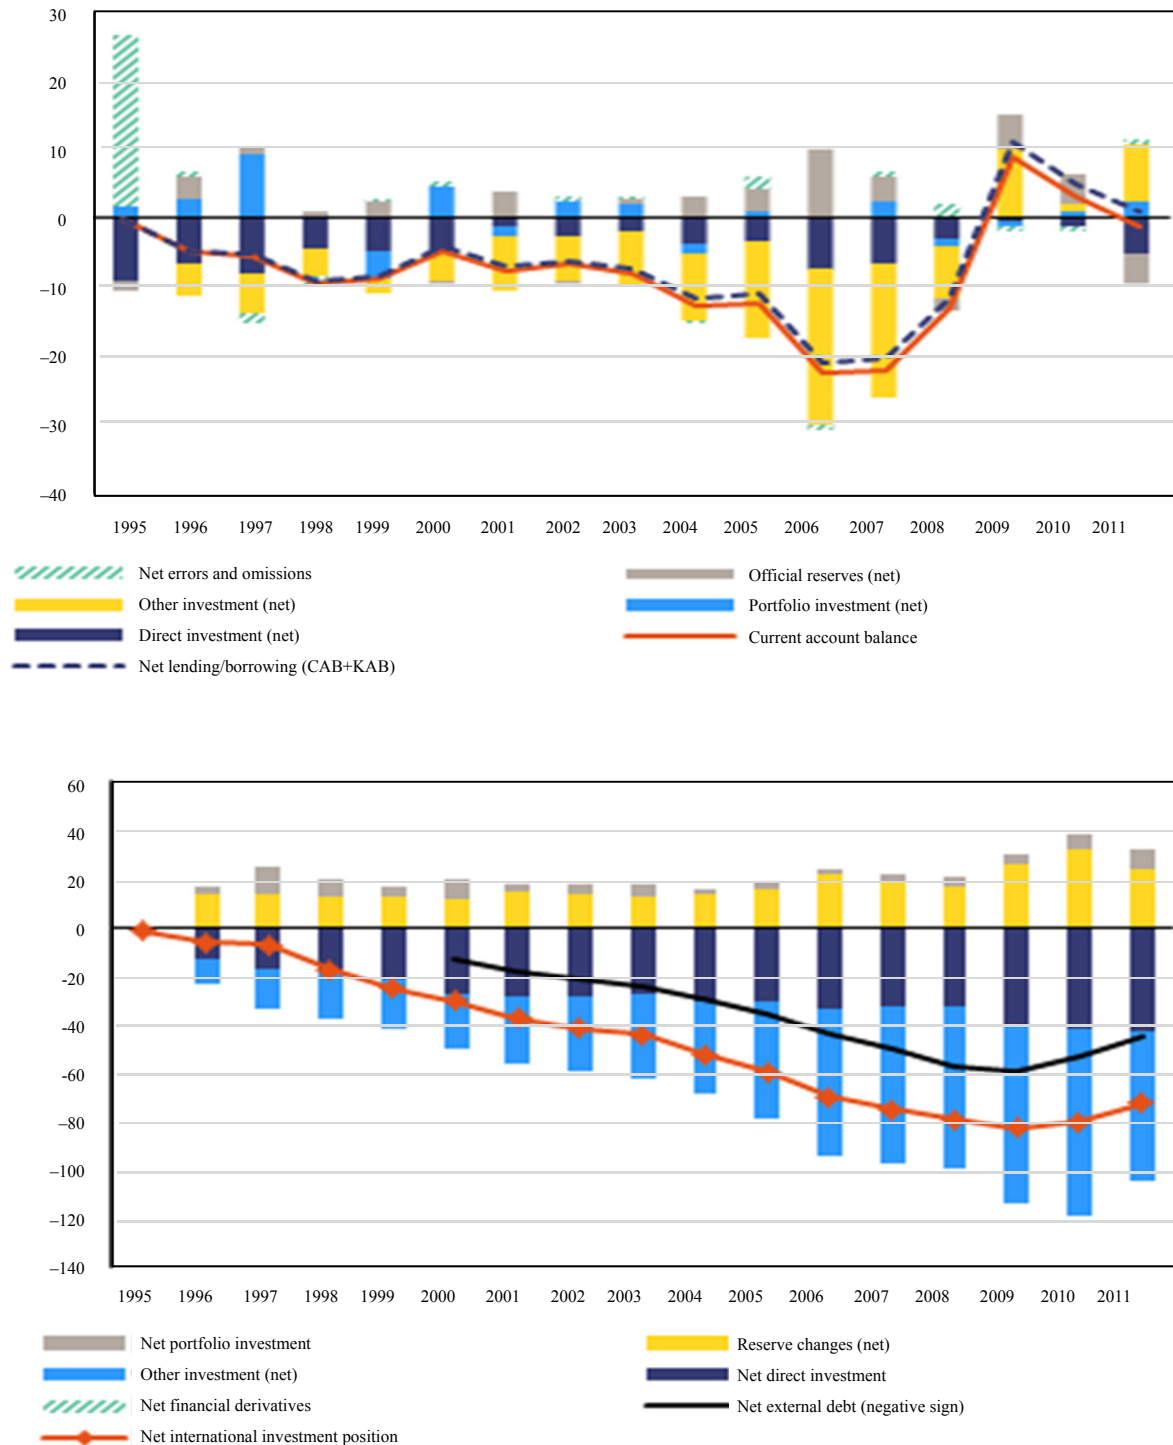 30
20
10
0
–10
–20
–30
–40
1995 1996 1997 1998 1999 2000 2001 2002 2003 2004 2005 2006 2007 2008 2009 2010 2011
Net errors and omissions
Official reserves (net)
Other investment (net)
Portfolio investment (net)
Direct investment (net)
Current account balance
Net lending/borrowing (CAB+KAB)
60
40
20
0
-20
-40
-60
–80
–100
–120
–140
1995 1996 1997 1998 1999 2000 2001 2002 2003 2004 2005 2006 2007 2008 2009 2010 2011
Net portfolio investment
Reserve changes (net)
Other investment (net)
Net direct investment
Net financial derivatives
Net external debt (negative sign)
Net international investment position